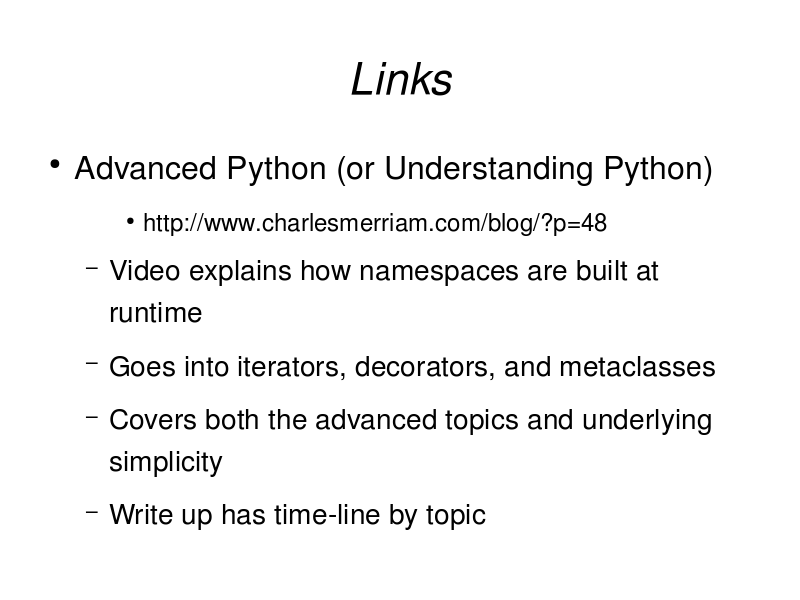 Links
• Advanced Python (or Understanding Python)
• http://www.charlesmerriam.com/blog/?p=48
– Video explains how namespaces are built at
runtime
– Goes into iterators, decorators, and metaclasses
– Covers both the advanced topics and underlying
simplicity
– Write up has time-line by topic